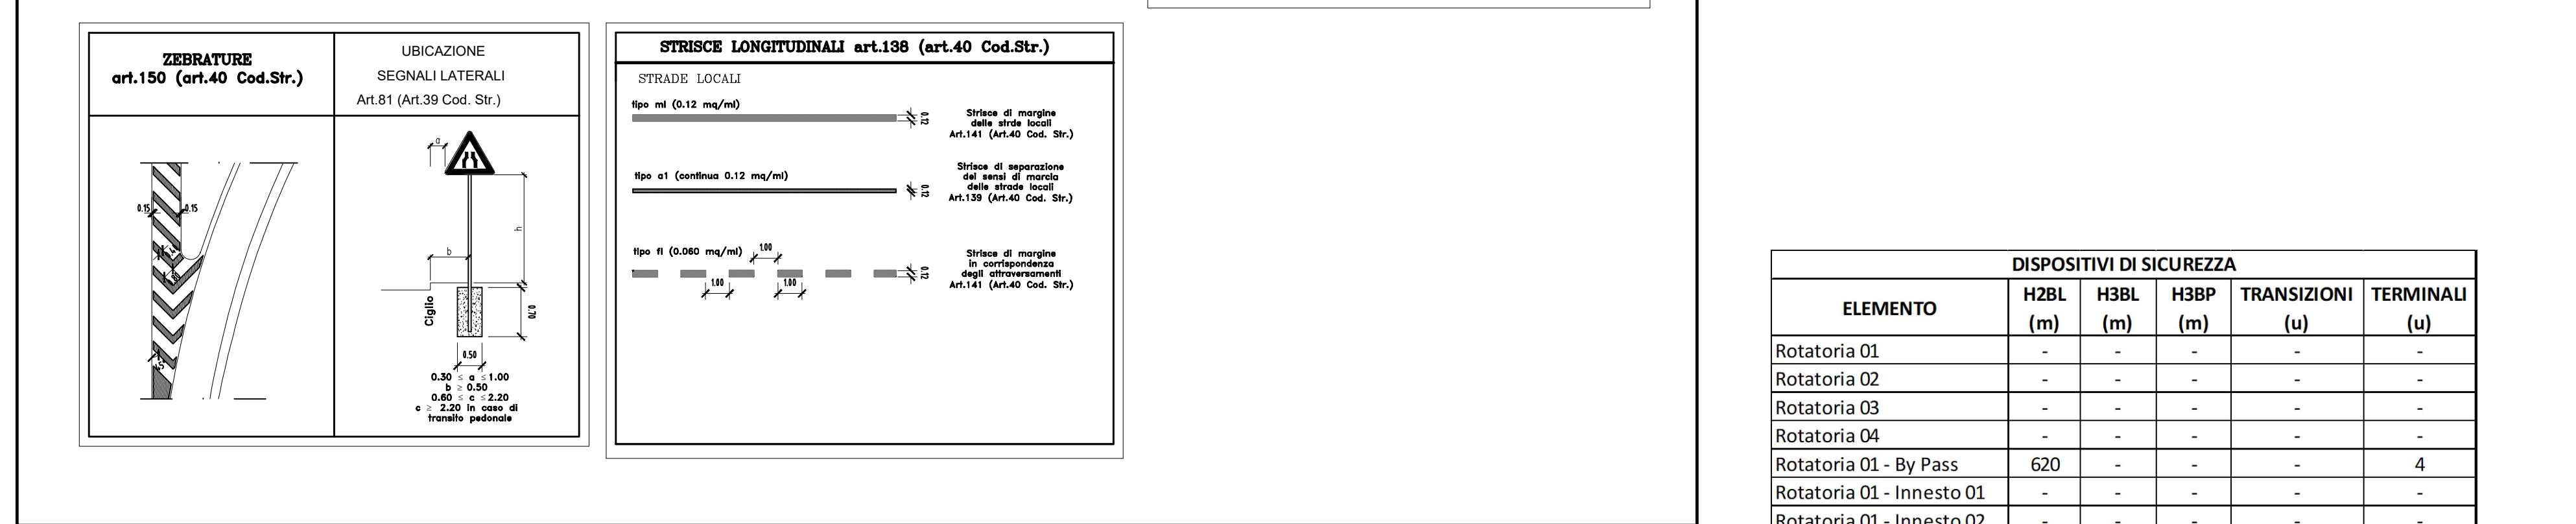 ZEBRATURE
art.150 (art.40 Cod.Str.)
UBICAZIONE
SEGNALI LATERALI
Art.81 (Art.39 Cod. Str.)
0.15
0.15
a
h
b
Ciglio
0.70
0.50
0.30 ≤ a ≤1.00
b ≥ 0.50
0.60 ≤ c ≤2.20
c ≥ 2.20 in caso di
transito pedonale
STRISCE LONGITUDINALI art.138 (art.40 Cod.Str.)
STRADE LOCALI
tipo ml (0.12 mq/ml)
0.12
Strisce di margine
delle strde locali
Art.141 (Art.40 Cod. Str.)
tipo a1 (continua 0.12 mq/ml)
0.12
Strisce di separazione
dei sensi di marcia
delle strade locali
Art.139 (Art.40 Cod. Str.)
tipo fl (0.060 mq/ml)
1.00
1.00
1.00
0.12
Strisce di margine
in corrispondenza
degli attraversamenti
Art.141 (Art.40 Cod. Str.)
DISPOSITIVI DI SICUREZZA
ELEMENTO H2BL (m) H3BL (m) H3BP (m) TRANSIZIONI (u) TERMINALI (u)
Rotatoria 01 - - - - -
Rotatoria 02 - - - - -
Rotatoria 03 - - - - -
Rotatoria 04 - - - - -
Rotatoria 01 - By Pass 620 - - - 4
Rotatoria 01 - Innesto 01 - - - - -
Rotatoria 01 - Innesto 02 - - - - -